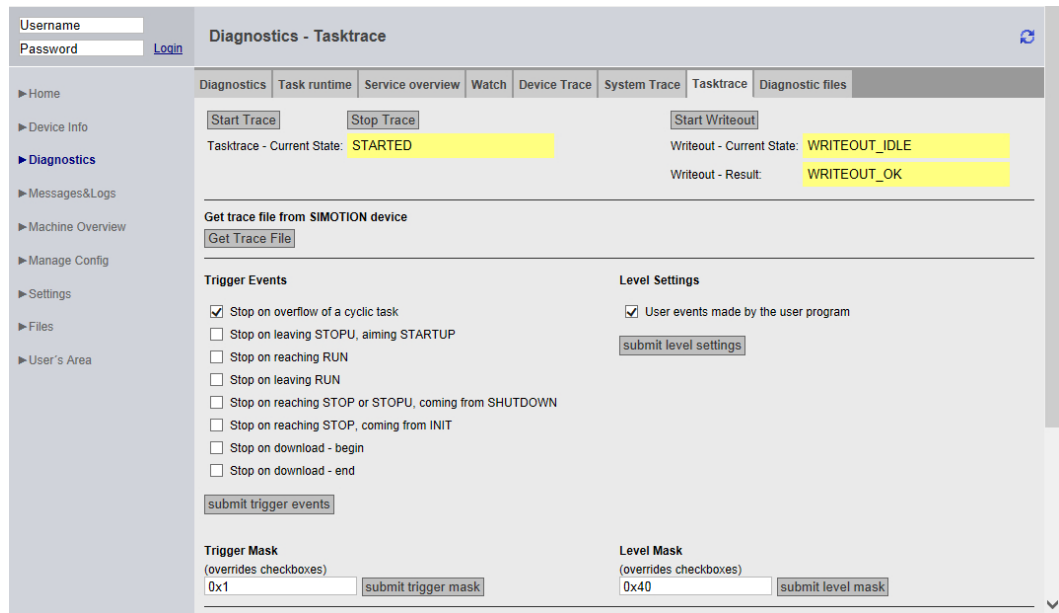 Username
Password Login
Diagnostics - Tasktrace
►Home
►Device Info
►Diagnostics
►Messages&Logs
►Machine Overview
►Manage Config
►Settings
►Files
►User´s Area
Diagnostics Task runtime Service overview Watch Device Trace System Trace Tasktrace Diagnostic files
Start Trace Stop Trace Start Writeout
Tasktrace - Current State: STARTED Writeout - Current State: WRITEOUT_IDLE
Writeout - Result: WRITEOUT_OK
Get trace file from SIMOTION device
Get Trace File
Trigger Events
Stop on overflow of a cyclic task
Stop on leaving STOPU, aiming STARTUP
Stop on reaching RUN
Stop on leaving RUN
Stop on reaching STOP or STOPU, coming from SHUTDOWN
Stop on reaching STOP, coming from INIT
Stop on download - begin
Stop on download - end
submit trigger events
Level Settings
User events made by the user program
submit level settings
Trigger Mask
(overrides checkboxes)
0x1 submit trigger mask
Level Mask
(overrides checkboxes)
0x40 submit level mask